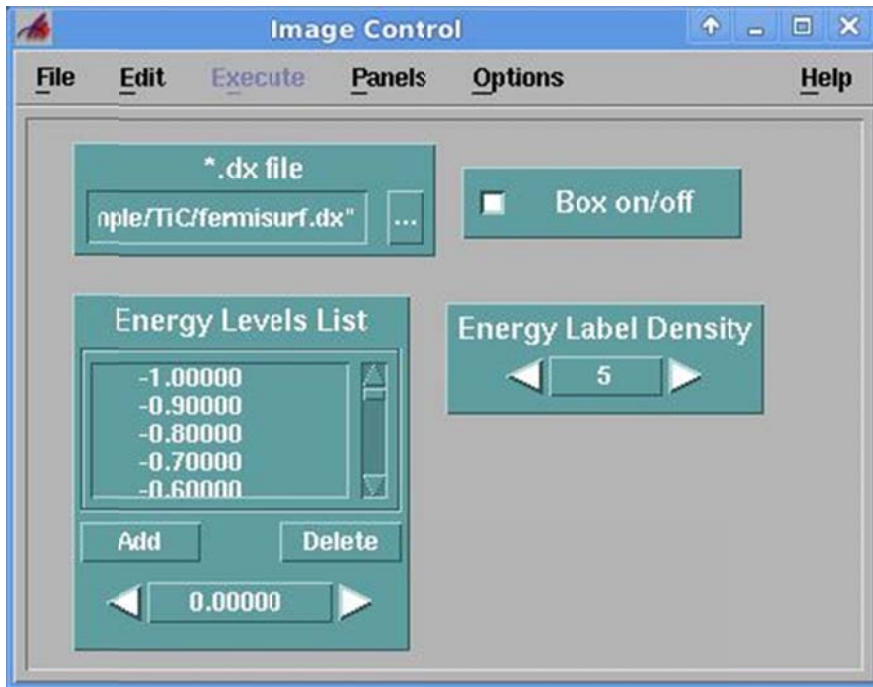 Image Control
File Edit Execute Panels Options Help
*.dx file
nple/TiC/fermisurf.dx" ...
Box on/off
Energy Levels List
-1.00000
-0.90000
-0.80000
-0.70000
-0.60000
Add Delete
0.00000
Energy Label Density
5